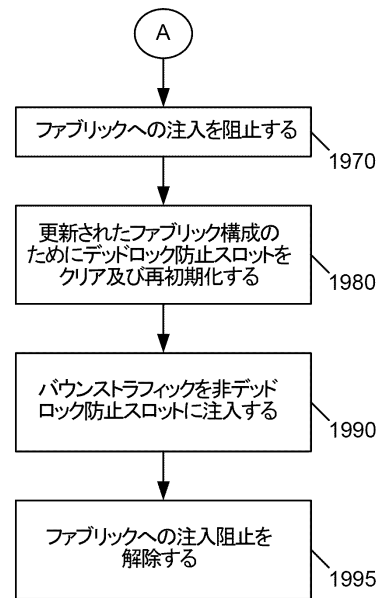 A
ファブリックへの注入を阻止する
1970
更新されたファブリック構成の
ためにデッドロック防止スロットを
クリア及び再初期化する
1980
バウンストラフィックを非デッド
ロック防止スロットに注入する
1990
ファブリックへの注入阻止を
解除する
1995